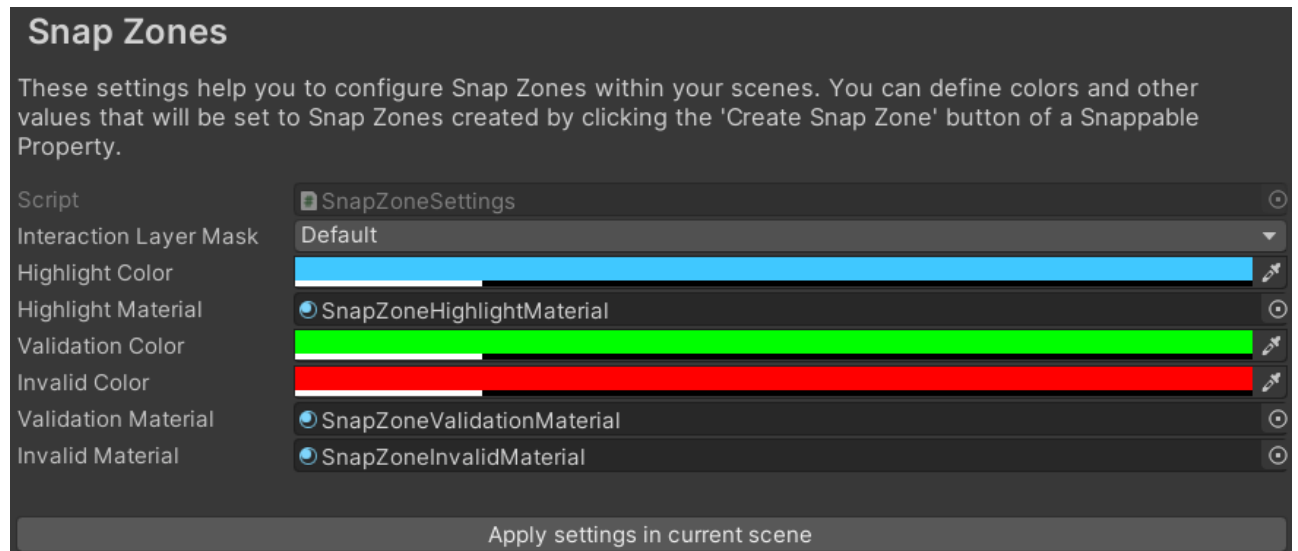 Snap Zones
These settings help you to configure Snap Zones within your scenes. You can define colors and other
values that will be set to Snap Zones created by clicking the 'Create Snap Zone' button of a Snappable
Property.
Script SnapZoneSettings
Interaction Layer Mask Default
Highlight Color
Highlight Material SnapZoneHighlightMaterial
Validation Color
Invalid Color
Validation Material SnapZoneValidationMaterial
Invalid Material SnapZoneInvalidMaterial
Apply settings in current scene